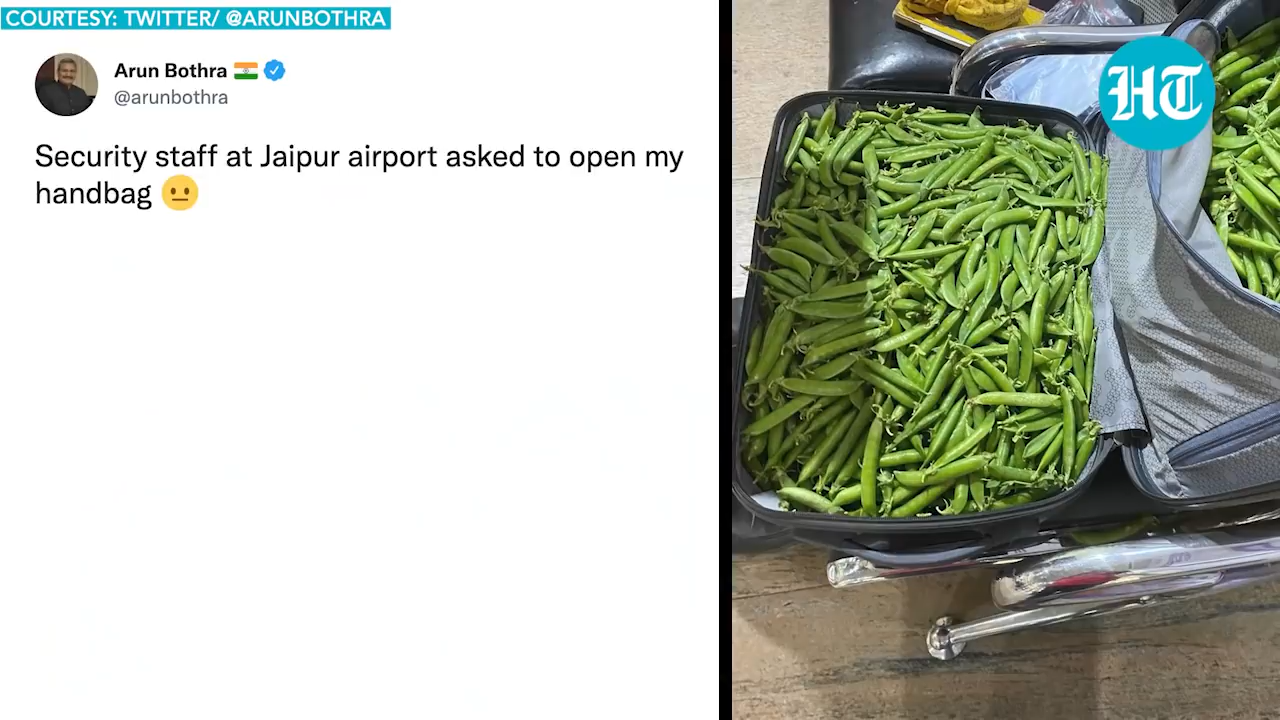 COURTESY: TWITTER/ @ARUNBOTHRA
Arun Bothra 🇮🇳
@arunbothra
Security staff at Jaipur airport asked to open my
handbag 😐
HT